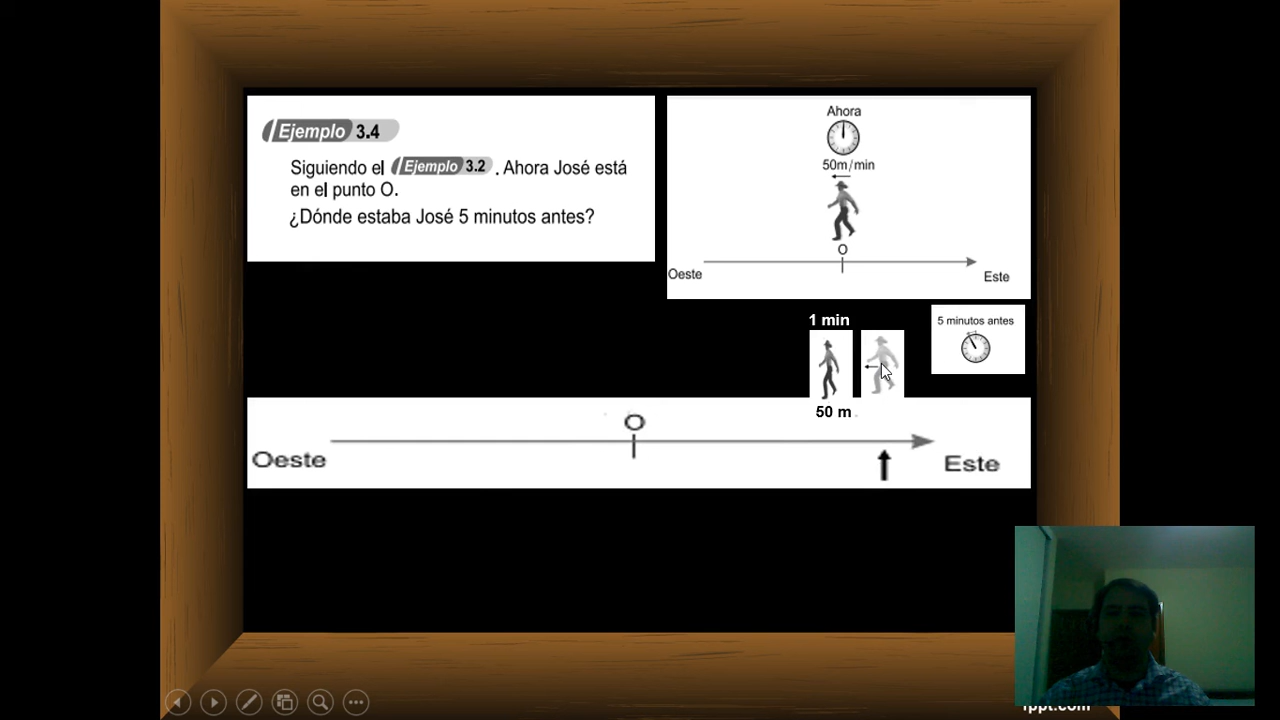 Ejemplo 3.4
Siguiendo el Ejemplo 3.2 . Ahora José está
en el punto O.
¿Dónde estaba José 5 minutos antes?
Ahora
50m/min
O
Oeste
Este
1 min
5 minutos antes
50 m
O
Oeste
Este
fppt.com